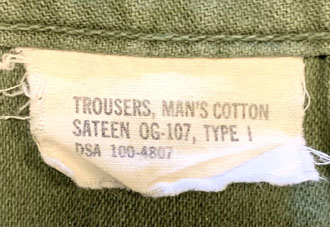 TROUSERS, MAN'S COTTON
SATEEN OG-107, TYPE I
DSA 100-4807